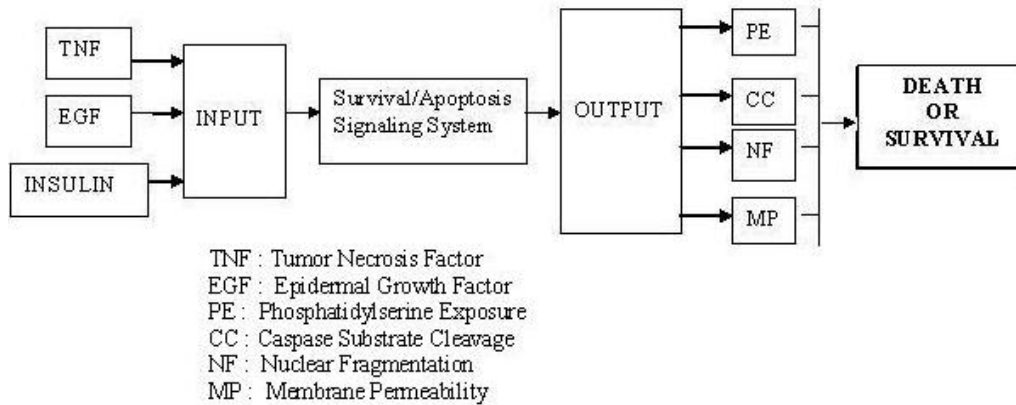 TNF
EGF
INSULIN
INPUT
Survival/Apoptosis
Signaling System
OUTPUT
PE
CC
NF
MP
DEATH
OR
SURVIVAL
TNF : Tumor Necrosis Factor
EGF : Epidermal Growth Factor
PE : Phosphatidylserine Exposure
CC : Caspase Substrate Cleavage
NF : Nuclear Fragmentation
MP : Membrane Permeability